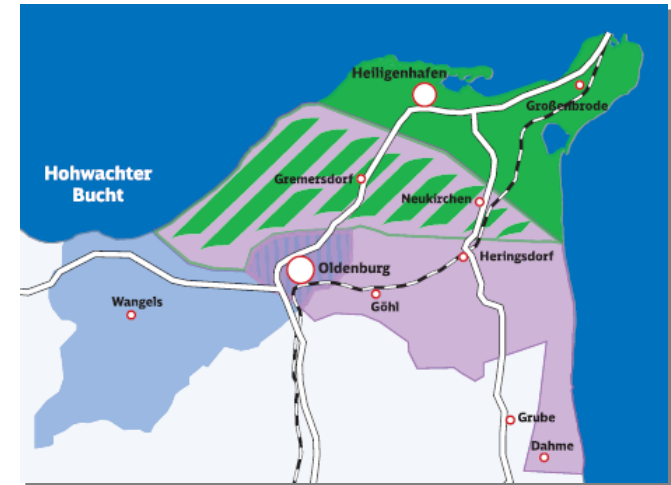 Heiligenhafen
Großenbrode
Hohwachter
Bucht
Gremersdorf
Neukirchen
Oldenburg
Heringsdorf
Wangels
Göhl
Grube
Dahme